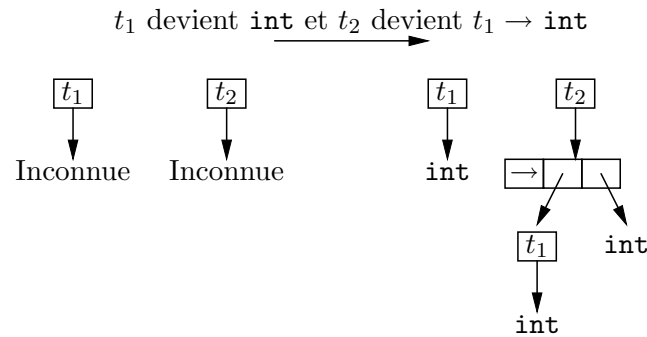 t₁ devient int et t₂ devient t₁ → int
t₁ t₂ t₁ t₂
Inconnue Inconnue int →
t₁ int
int